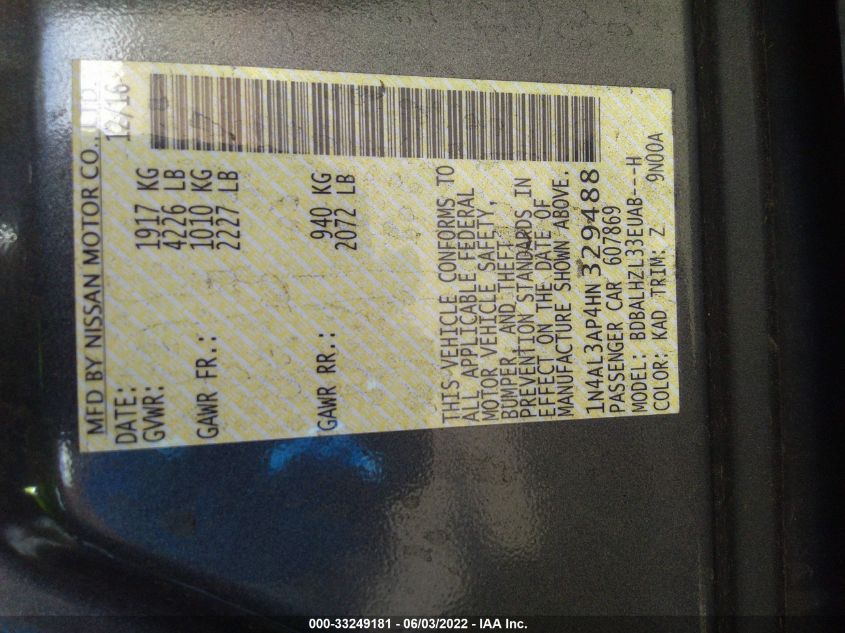 MFD BY NISSAN MOTOR CO., LTD.
DATE: 12/16
GVWR: 1917 KG
4226 LB
GAWR FR.: 1010 KG
2227 LB
GAWR RR.: 940 KG
2072 LB
THIS VEHICLE CONFORMS TO
ALL APPLICABLE FEDERAL
MOTOR VEHICLE SAFETY,
BUMPER, AND THEFT
PREVENTION STANDARDS IN
EFFECT ON THE DATE OF
MANUFACTURE SHOWN ABOVE.
1N4AL3AP4HN329488
PASSENGER CAR 607869
MODEL: BDBALHZL33EUAB---H
COLOR: KAD TRIM: Z 9N00A
000-33249181 - 06/03/2022 - IAA Inc.